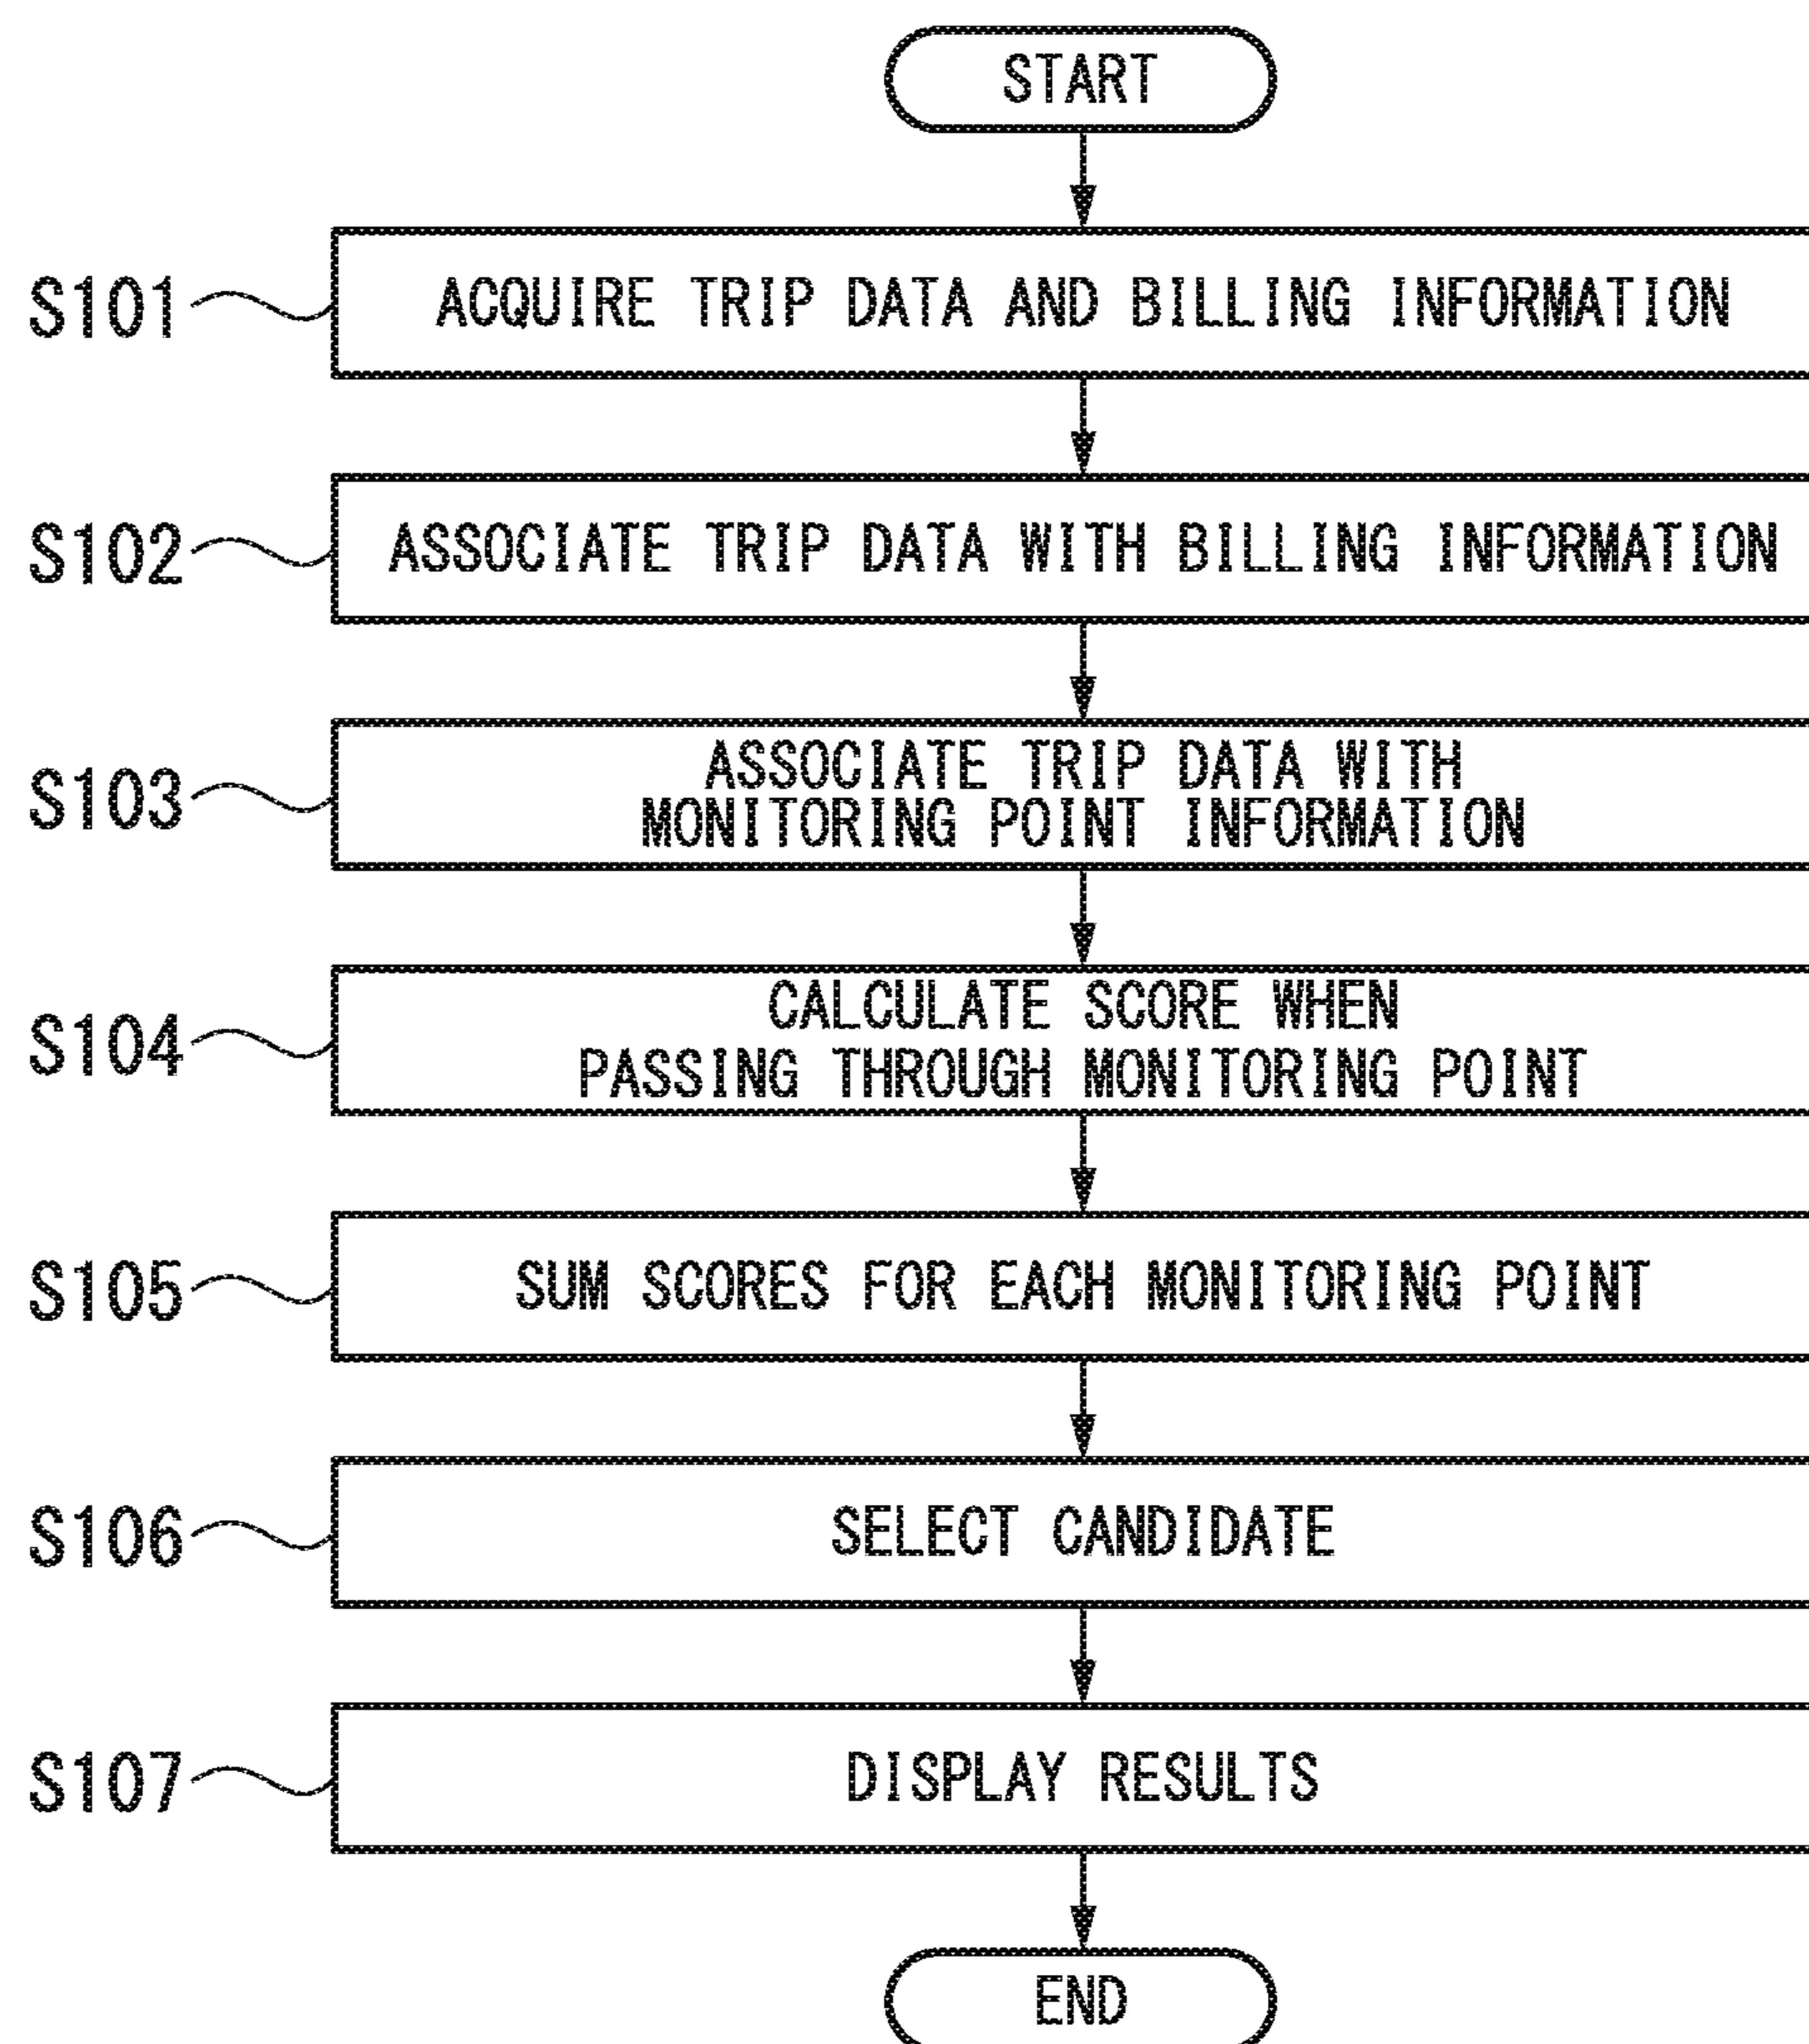 START
S101 ACQUIRE TRIP DATA AND BILLING INFORMATION
S102 ASSOCIATE TRIP DATA WITH BILLING INFORMATION
S103 ASSOCIATE TRIP DATA WITH
MONITORING POINT INFORMATION
S104 CALCULATE SCORE WHEN
PASSING THROUGH MONITORING POINT
S105 SUM SCORES FOR EACH MONITORING POINT
S106 SELECT CANDIDATE
S107 DISPLAY RESULTS
END